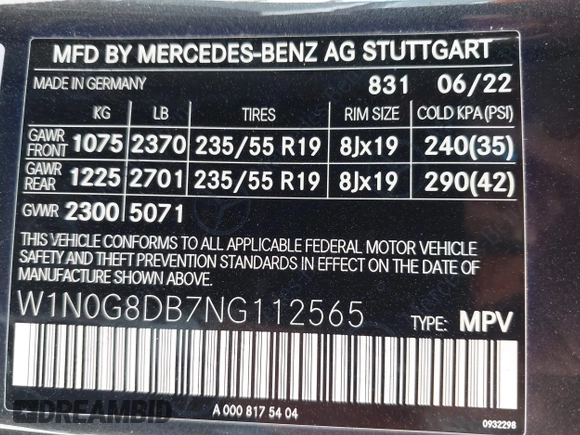 MFD BY MERCEDES-BENZ AG STUTTGART
MADE IN GERMANY 831 06/22
KG LB TIRES RIM SIZE COLD KPA(PSI)
GAWR FRONT 1075 2370 235/55 R19 8Jx19 240(35)
GAWR REAR 1225 2701 235/55 R19 8Jx19 290(42)
GVWR 2300 5071
THIS VEHICLE CONFORMS TO ALL APPLICABLE FEDERAL MOTOR VEHICLE
SAFETY AND THEFT PREVENTION STANDARDS IN EFFECT ON THE DATE OF
MANUFACTURE SHOWN ABOVE.
W1N0G8DB7NG112565 TYPE: MPV
A 000 817 54 04
0932298
DREAMBID